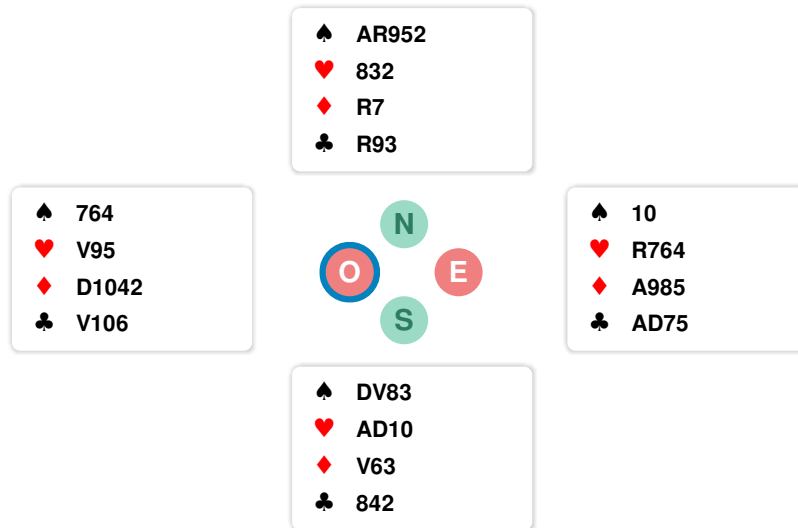 ♠ AR952
♥ 832
♦ R7
♣ R93
♠ 764
♥ V95
♦ D1042
♣ V106
N
O E
S
♠ 10
♥ R764
♦ A985
♣ AD75
♠ DV83
♥ AD10
♦ V63
♣ 842